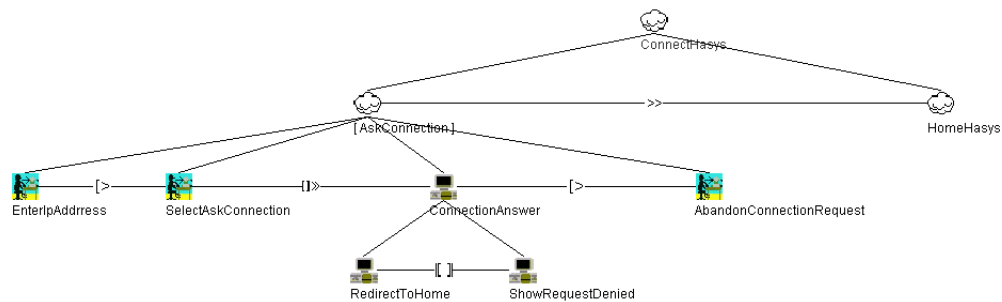 ConnectHasys
>>
[AskConnection]
HomeHasys
[>
[]>>
[>
EnterIpAddrress
SelectAskConnection
ConnectionAnswer
AbandonConnectionRequest
[ ]
RedirectToHome
ShowRequestDenied